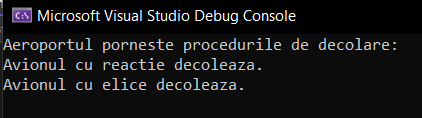 Microsoft Visual Studio Debug Console
Aeroportul porneste procedurile de decolare:
Avionul cu reactie decoleaza.
Avionul cu elice decoleaza.